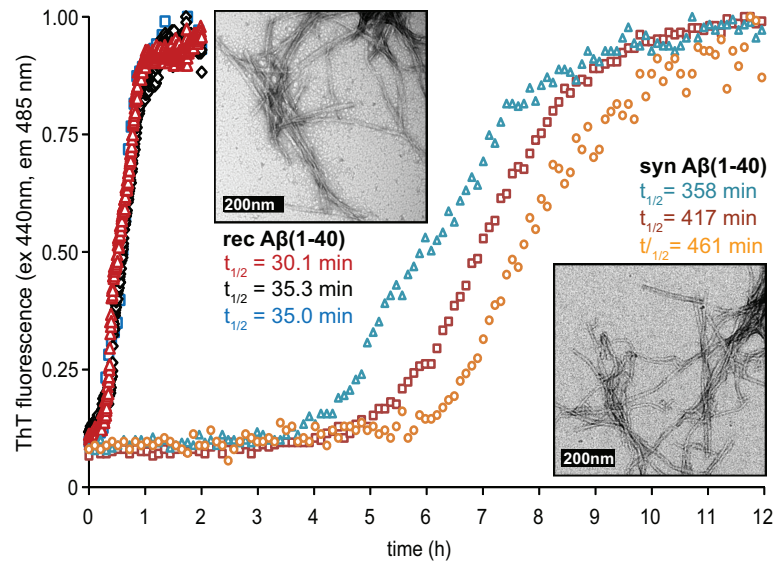 ThT fluorescence (ex 440nm, em 485 nm)
1.00
0.75
0.50
0.25
0
200nm
rec Aβ(1-40)
t1/2 = 30.1 min
t1/2 = 35.3 min
t1/2 = 35.0 min
syn Aβ(1-40)
t1/2 = 358 min
t1/2 = 417 min
t/1/2 = 461 min
200nm
0 1 2 3 4 5 6 7 8 9 10 11 12
time (h)